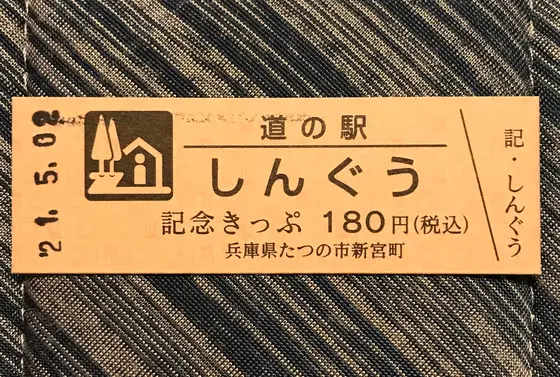 21.5.02
道の駅
しんぐう
記念きっぷ 180円(税込)
兵庫県たつの市新宮町
記・しんぐう